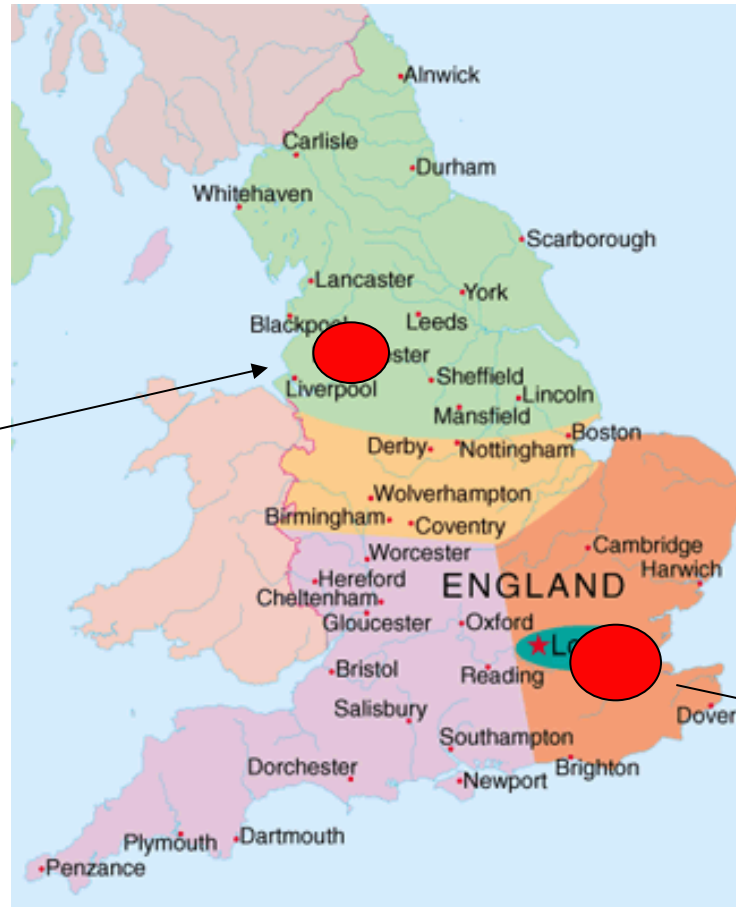 Alnwick
Carlisle
Durham
Whitehaven
Scarborough
Lancaster
York
Blackpool
Leeds
ester
Sheffield
Liverpool
Lincoln
Mansfield
Boston
Derby
Nottingham
Wolverhampton
Birmingham
Coventry
Worcester
Cambridge
Hereford
ENGLAND
Harwich
Cheltenham
Gloucester
Oxford
Lo
Bristol
Reading
Salisbury
Dover
Southampton
Dorchester
Brighton
Newport
Plymouth
Dartmouth
Penzance